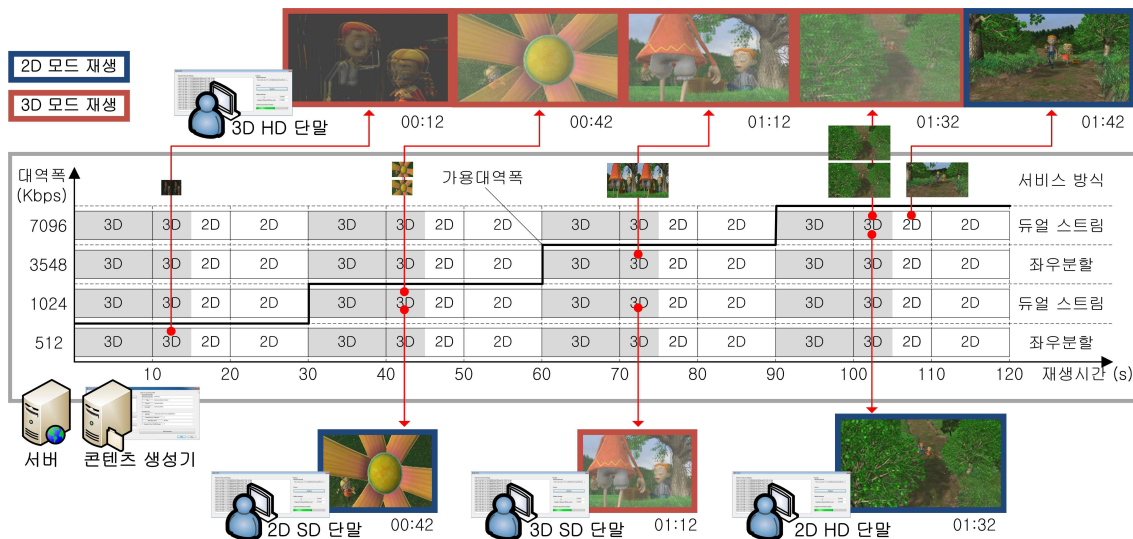 2D 모드 재생
3D 모드 재생
3D HD 단말
00:12
00:42
01:12
01:32
01:42
대역폭
(Kbps)
가용대역폭
서비스 방식
7096 3D 3D 2D 2D 3D 3D 2D 2D 3D 3D 2D 2D 3D 3D 2D 2D 듀얼 스트림
3548 3D 3D 2D 2D 3D 3D 2D 2D 3D 3D 2D 2D 3D 3D 2D 2D 좌우분할
1024 3D 3D 2D 2D 3D 3D 2D 2D 3D 3D 2D 2D 3D 3D 2D 2D 듀얼 스트림
512 3D 3D 2D 2D 3D 3D 2D 2D 3D 3D 2D 2D 3D 3D 2D 2D 좌우분할
10 20 30 40 50 60 70 80 90 100 110 120 재생시간 (s)
서버
콘텐츠 생성기
2D SD 단말
00:42
3D SD 단말
01:12
2D HD 단말
01:32